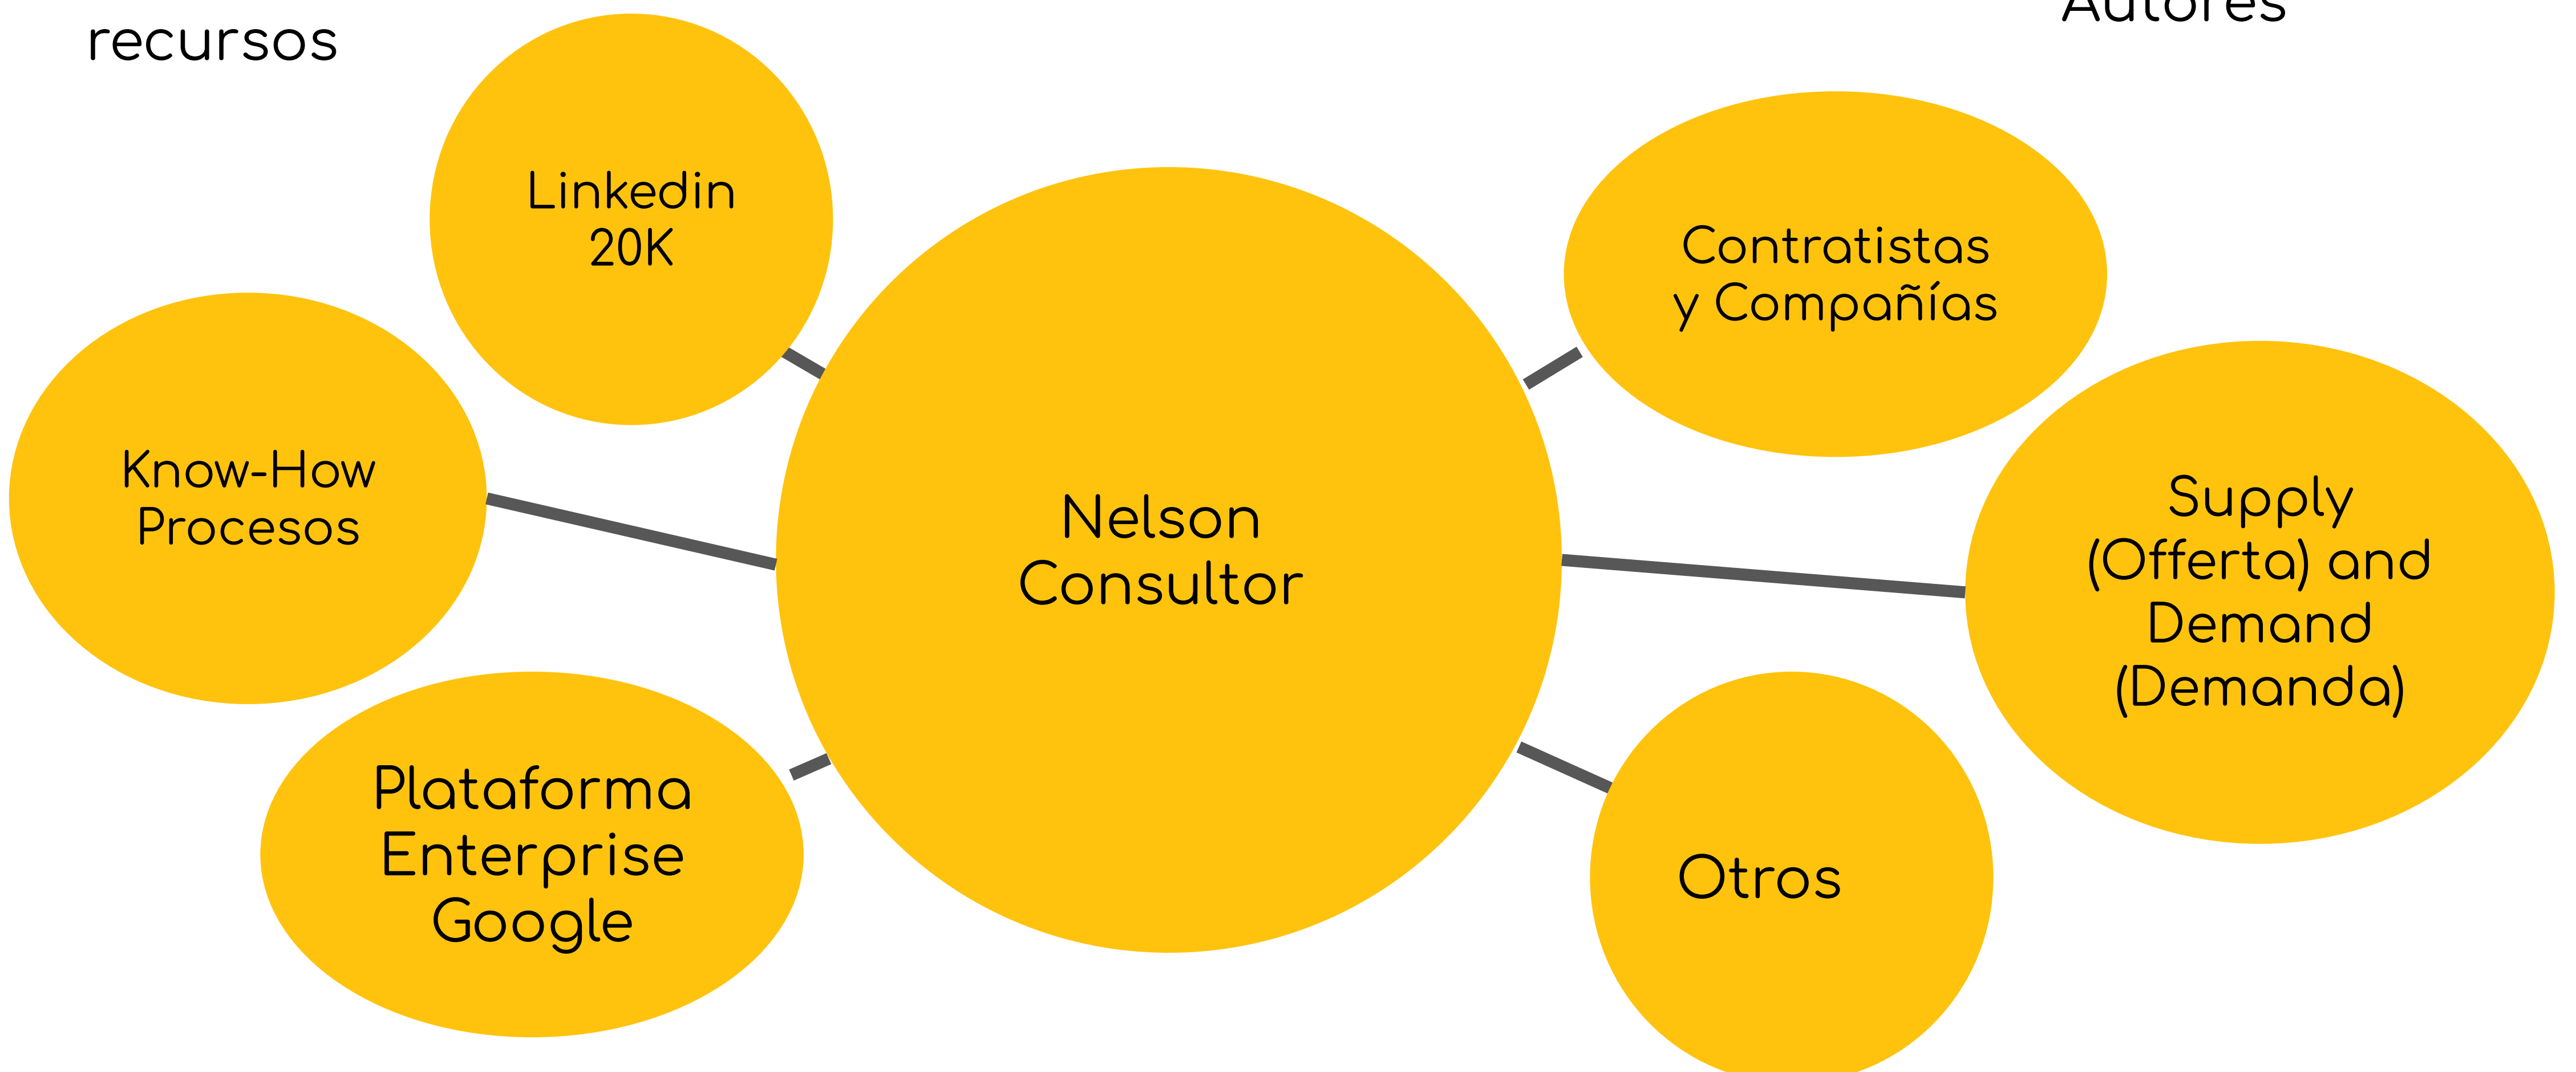 recursos
Autores
Linkedin
20K
Know-How
Procesos
Plataforma
Enterprise
Google
Nelson
Consultor
Contratistas
y Compañías
Supply
(Offerta) and
Demand
(Demanda)
Otros